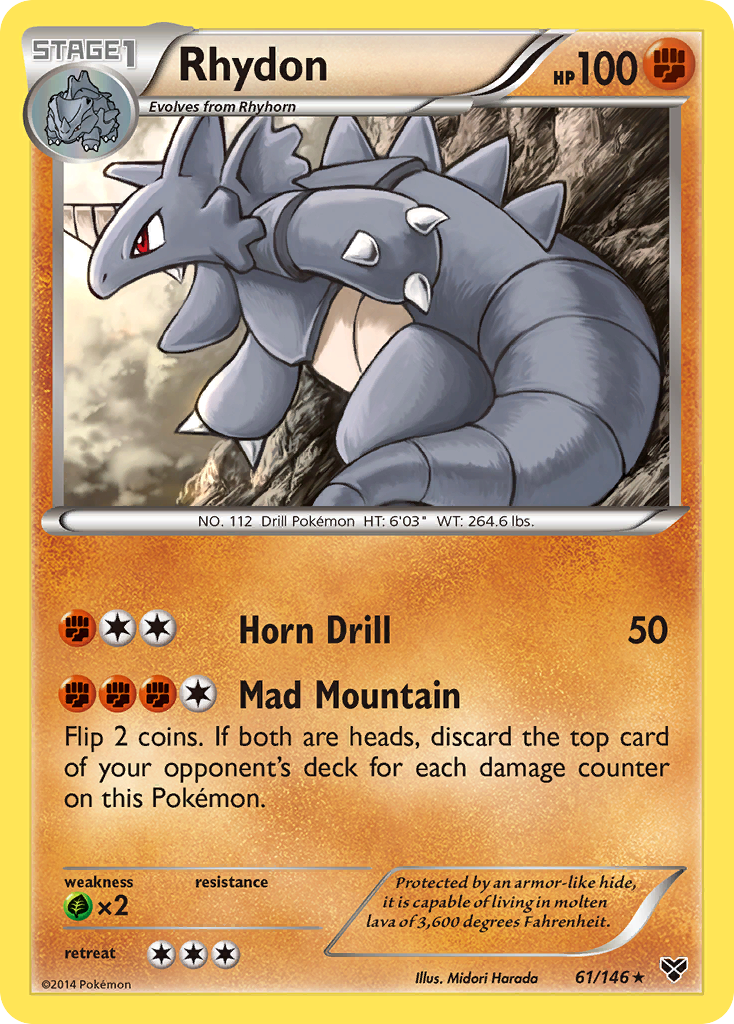 STAGE1
Rhydon
HP100
Evolves from Rhyhorn
NO. 112 Drill Pokémon HT: 6'03" WT: 264.6 lbs.
Horn Drill 50
Mad Mountain
Flip 2 coins. If both are heads, discard the top card
of your opponent's deck for each damage counter
on this Pokémon.
weakness resistance
×2
retreat
Protected by an armor-like hide,
it is capable of living in molten
lava of 3,600 degrees Fahrenheit.
©2014 Pokémon
Illus. Midori Harada
61/146★